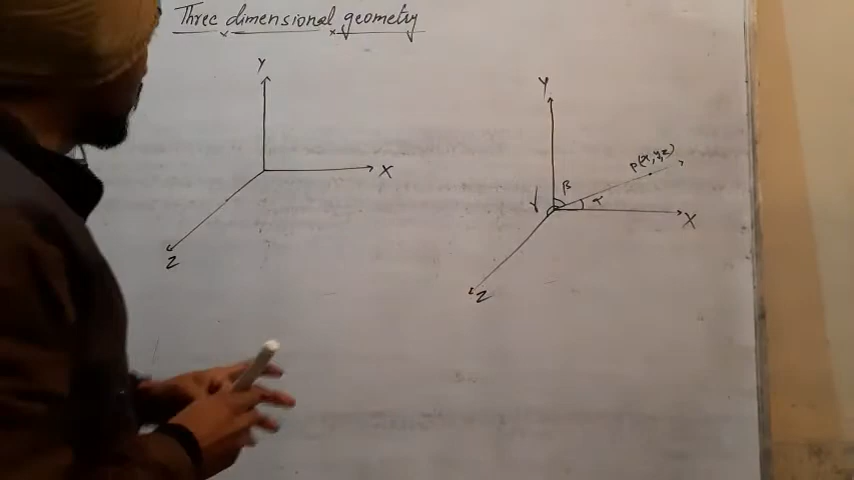 Three dimensional geometry
Y
X
Z
Y
P(x,y,z)
β
γ
α
X
Z